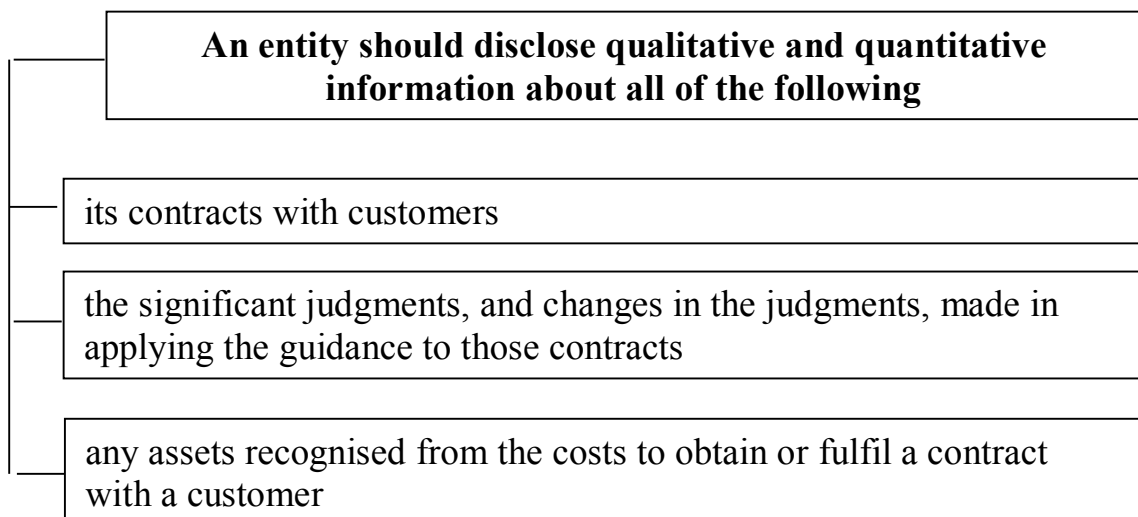 An entity should disclose qualitative and quantitative
information about all of the following
its contracts with customers
the significant judgments, and changes in the judgments, made in
applying the guidance to those contracts
any assets recognised from the costs to obtain or fulfil a contract
with a customer